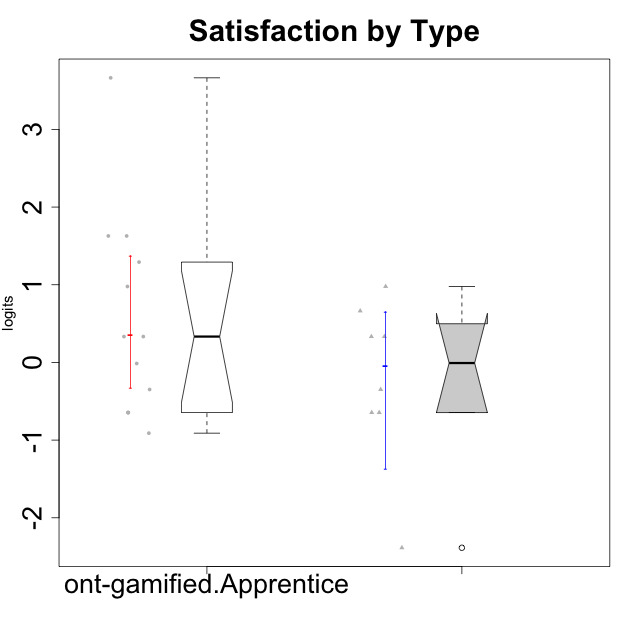 Satisfaction by Type
logits
3
2
1
0
-1
-2
ont-gamified.Apprentice